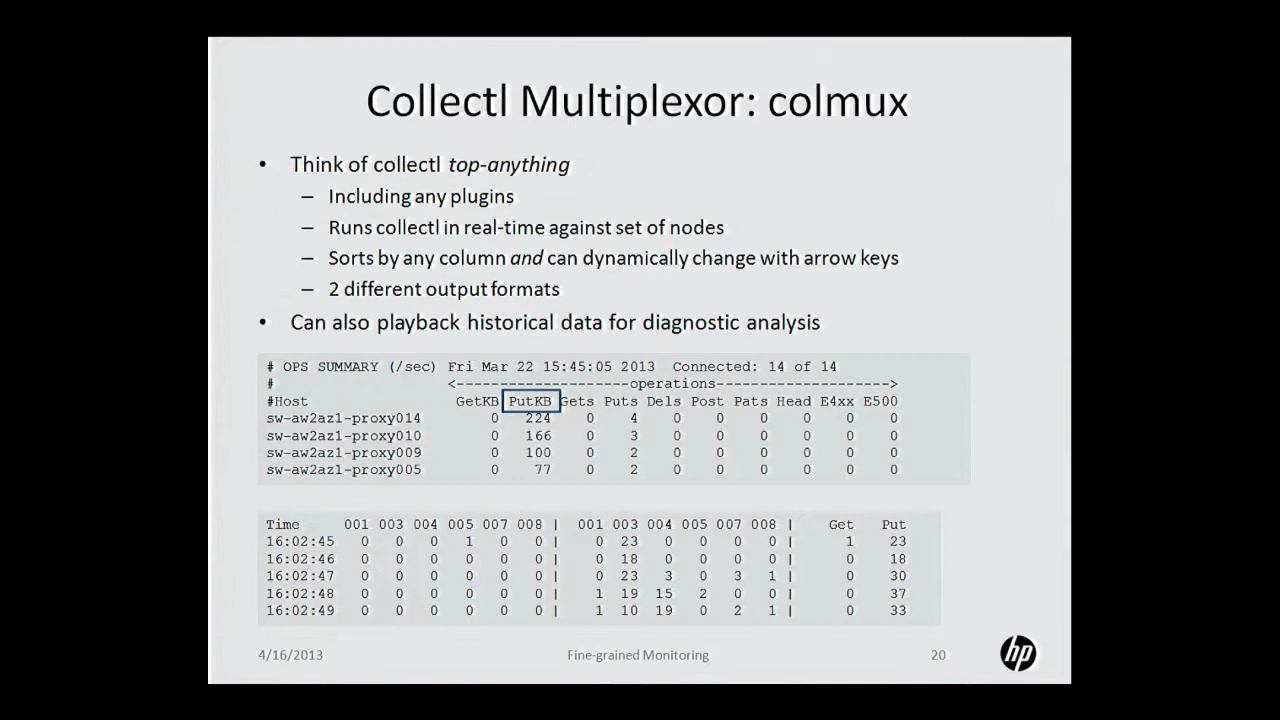 Collectl Multiplexor: colmux
• Think of collectl top-anything
– Including any plugins
– Runs collectl in real-time against set of nodes
– Sorts by any column and can dynamically change with arrow keys
– 2 different output formats
• Can also playback historical data for diagnostic analysis
# OPS SUMMARY (/sec) Fri Mar 22 15:45:05 2013 Connected: 14 of 14
# <--------------------operations------------------->
#Host GetKB PutKB Gets Puts Dels Post Pats Head E4xx E500
sw-aw2az1-proxy014 0 224 0 4 0 0 0 0 0 0
sw-aw2az1-proxy010 0 166 0 3 0 0 0 0 0 0
sw-aw2az1-proxy009 0 100 0 2 0 0 0 0 0 0
sw-aw2az1-proxy005 0 77 0 2 0 0 0 0 0 0
Time 001 003 004 005 007 008 | 001 003 004 005 007 008 | Get Put
16:02:45 0 0 0 1 0 0 | 0 23 0 0 0 0 | 1 23
16:02:46 0 0 0 0 0 0 | 0 18 0 0 0 0 | 0 18
16:02:47 0 0 0 0 0 0 | 0 23 3 0 3 1 | 0 30
16:02:48 0 0 0 0 0 0 | 1 19 15 2 0 0 | 0 37
16:02:49 0 0 0 0 0 0 | 1 10 19 0 2 1 | 0 33
4/16/2013 Fine-grained Monitoring 20 hp